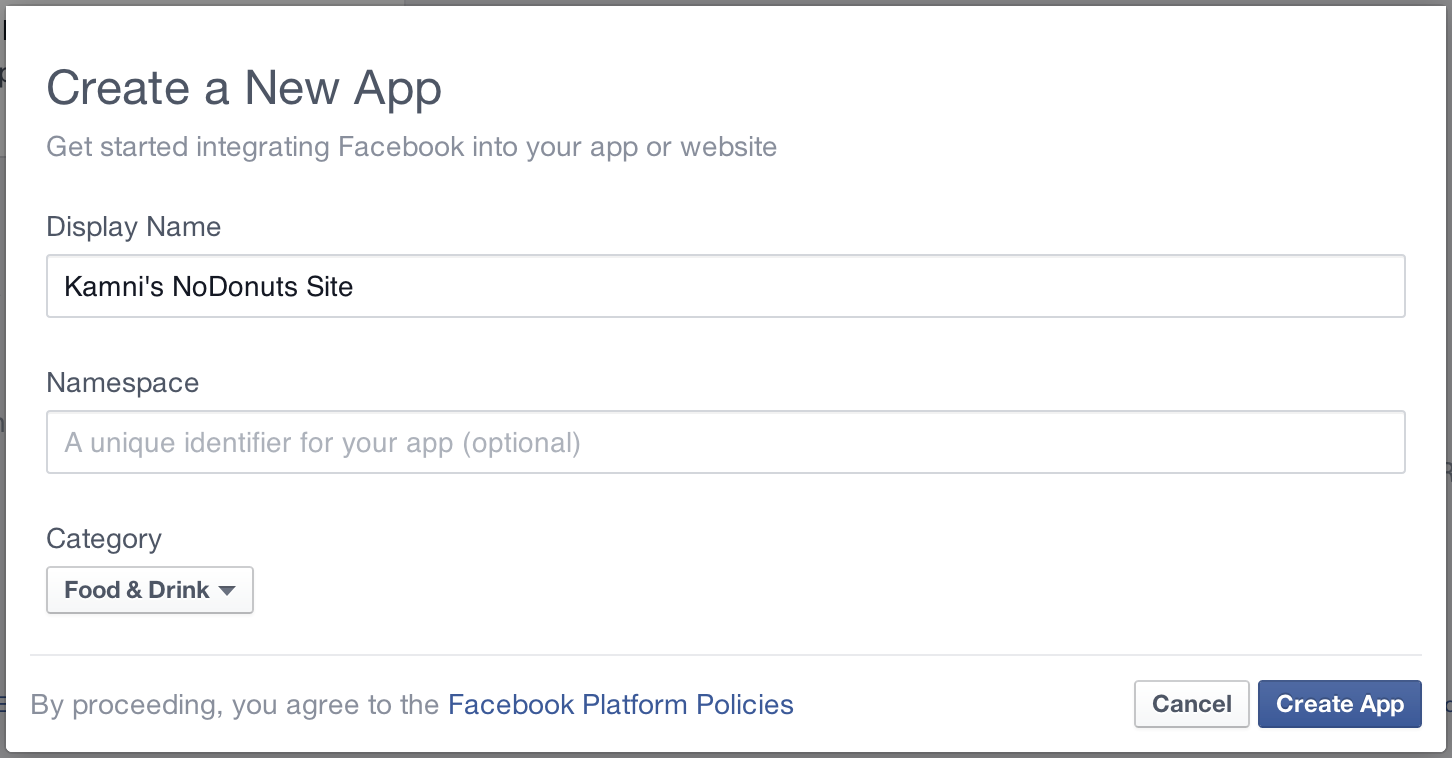 Create a New App
Get started integrating Facebook into your app or website
Display Name
Kamni's NoDonuts Site
Namespace
A unique identifier for your app (optional)
Category
Food & Drink
By proceeding, you agree to the Facebook Platform Policies
Cancel
Create App